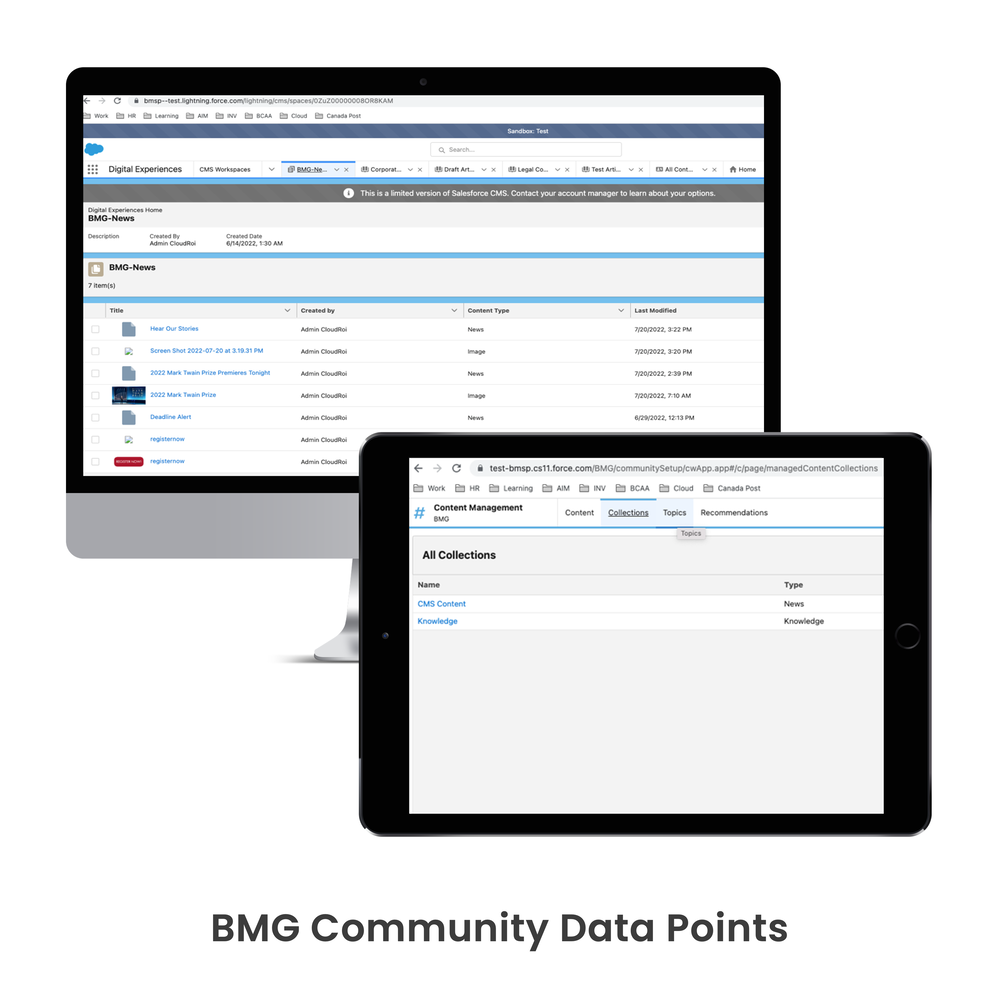 bmsp--test.lightning.force.com/lightning/cms/spaces/0ZuZ00000008OR8KAM
Work HR Learning AIM INV BCAA Cloud Canada Post
Sandbox: Test
Search...
Digital Experiences CMS Workspaces BMG-Ne... Corporat... Draft Art... Legal Co... Test Arti... All Cont... Home
This is a limited version of Salesforce CMS. Contact your account manager to learn about your options.
Digital Experiences Home
BMG-News
Description Created By Created Date
Admin CloudRoi 6/14/2022, 1:30 AM
BMG-News
7 item(s)
Title Created by Content Type Last Modified
Hear Our Stories Admin CloudRoi News 7/20/2022, 3:22 PM
Screen Shot 2022-07-20 at 3.19.31 PM Admin CloudRoi Image 7/20/2022, 3:20 PM
2022 Mark Twain Prize Premieres Tonight Admin CloudRoi News 7/20/2022, 2:39 PM
2022 Mark Twain Prize Admin CloudRoi Image 7/20/2022, 7:10 AM
Deadline Alert Admin CloudRoi News 6/29/2022, 12:13 PM
registernow Admin CloudRoi
REGISTER NOW! registernow Admin CloudRoi
test-bmsp.cs11.force.com/BMG/communitySetup/cwApp.app#/c/page/managedContentCollections
Work HR Learning AIM INV BCAA Cloud Canada Post
# Content Management
BMG
Content Collections Topics Recommendations
Topics
All Collections
Name Type
CMS Content News
Knowledge Knowledge
BMG Community Data Points